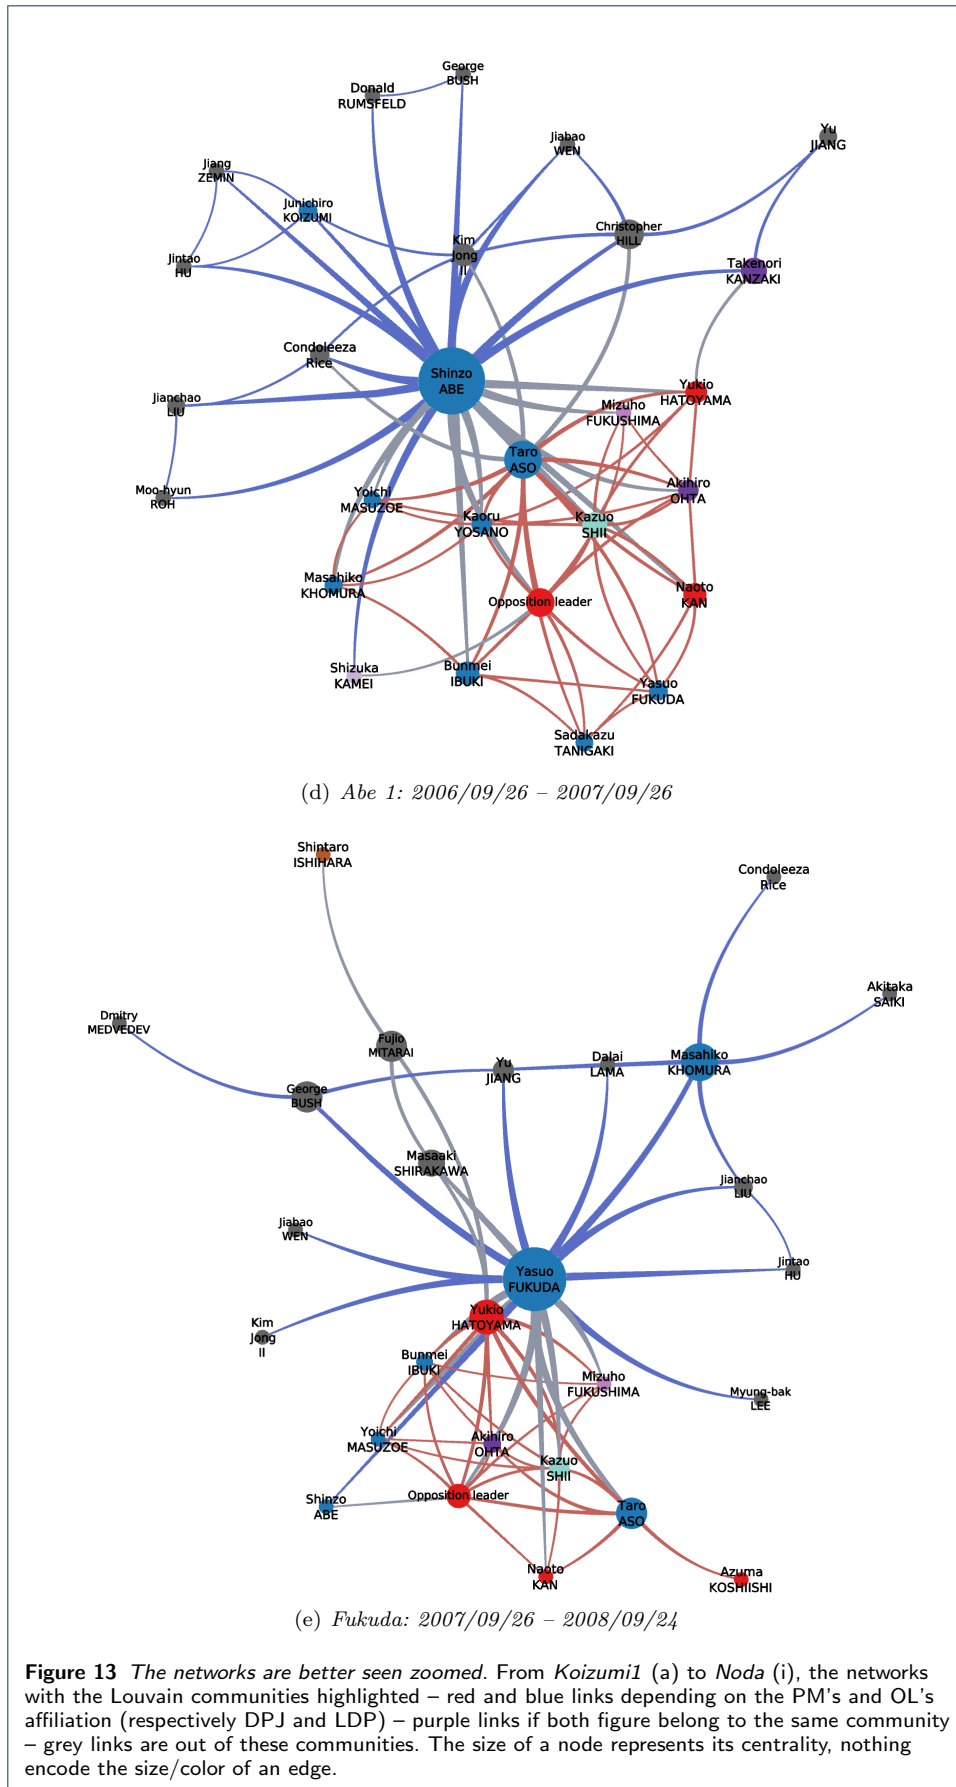 George
BUSH
Donald
RUMSFELD
Yu
JIANG
Jiabao
WEN
Jiang
ZEMIN
Junichiro
KOIZUMI
Christopher
HILL
Kim
Jong
Il
Jintao
HU
Takenori
KANZAKI
Condoleeza
Rice
Shinzo
ABE
Yukio
HATOYAMA
Jianchao
LIU
Mizuho
FUKUSHIMA
Taro
ASO
Akihiro
OHTA
Moo-hyun
ROH
Yoichi
MASUZOE
Kaoru
YOSANO
Kazuo
SHII
Masahiko
KHOMURA
Naoto
KAN
Opposition leader
Shizuka
KAMEI
Bunmei
IBUKI
Yasuo
FUKUDA
Sadakazu
TANIGAKI
(d) Abe 1: 2006/09/26 – 2007/09/26
Shintaro
ISHIHARA
Condoleeza
Rice
Akitaka
SAIKI
Dmitry
MEDVEDEV
Fujio
MITARAI
Yu
JIANG
Dalai
LAMA
Masahiko
KHOMURA
George
BUSH
Masaaki
SHIRAKAWA
Jianchao
LIU
Jiabao
WEN
Jintao
HU
Yasuo
FUKUDA
Yukio
HATOYAMA
Kim
Jong
Il
Bunmei
IBUKI
Mizuho
FUKUSHIMA
Myung-bak
LEE
Yoichi
MASUZOE
Akihiro
OHTA
Kazuo
SHII
Shinzo
ABE
Opposition leader
Taro
ASO
Naoto
KAN
Azuma
KOSHIISHI
(e) Fukuda: 2007/09/26 – 2008/09/24
Figure 13 The networks are better seen zoomed. From Koizumi1 (a) to Noda (i), the networks
with the Louvain communities highlighted – red and blue links depending on the PM's and OL's
affiliation (respectively DPJ and LDP) – purple links if both figure belong to the same community
– grey links are out of these communities. The size of a node represents its centrality, nothing
encode the size/color of an edge.